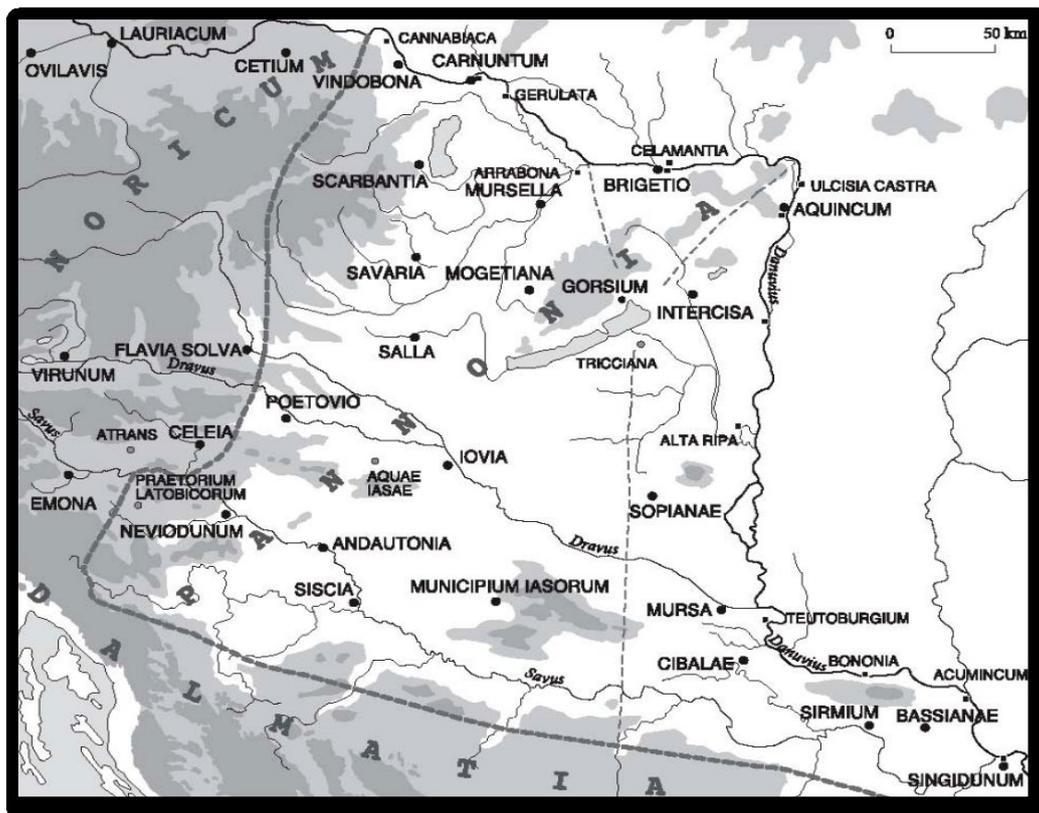 LAURIACUM
OVILAVIS
CETIUM
CANNABIACA
VINDOBONA
CARNUNTUM
GERULATA
0 50 km
NORICUM
SCARBANTIA
ARRABONA
MURSELLA
CELAMANTIA
BRIGETIO
ULCISIA CASTRA
AQUINCUM
SAVARIA
MOGETIANA
GORSIUM
INTERCISA
Danuvius
FLAVIA SOLVA
VIRUNUM
Dravus
SALLA
TRICCIANA
PANNONIA
Savus
ATRANS
CELEIA
POETOVIO
IOVIA
ALTA RIPA
EMONA
PRAETORIUM
LATOBICORUM
AQUAE
IASAE
NEVIODUNUM
SOPIANAE
ANDAUTONIA
Dravus
SISCIA
MUNICIPIUM IASORUM
MURSA
TEUTOBURGIUM
DALMATIA
Savus
CIBALAE
Danuvius
BONONIA
ACUMINCUM
SIRMIUM
BASSIANAE
SINGIDUNUM